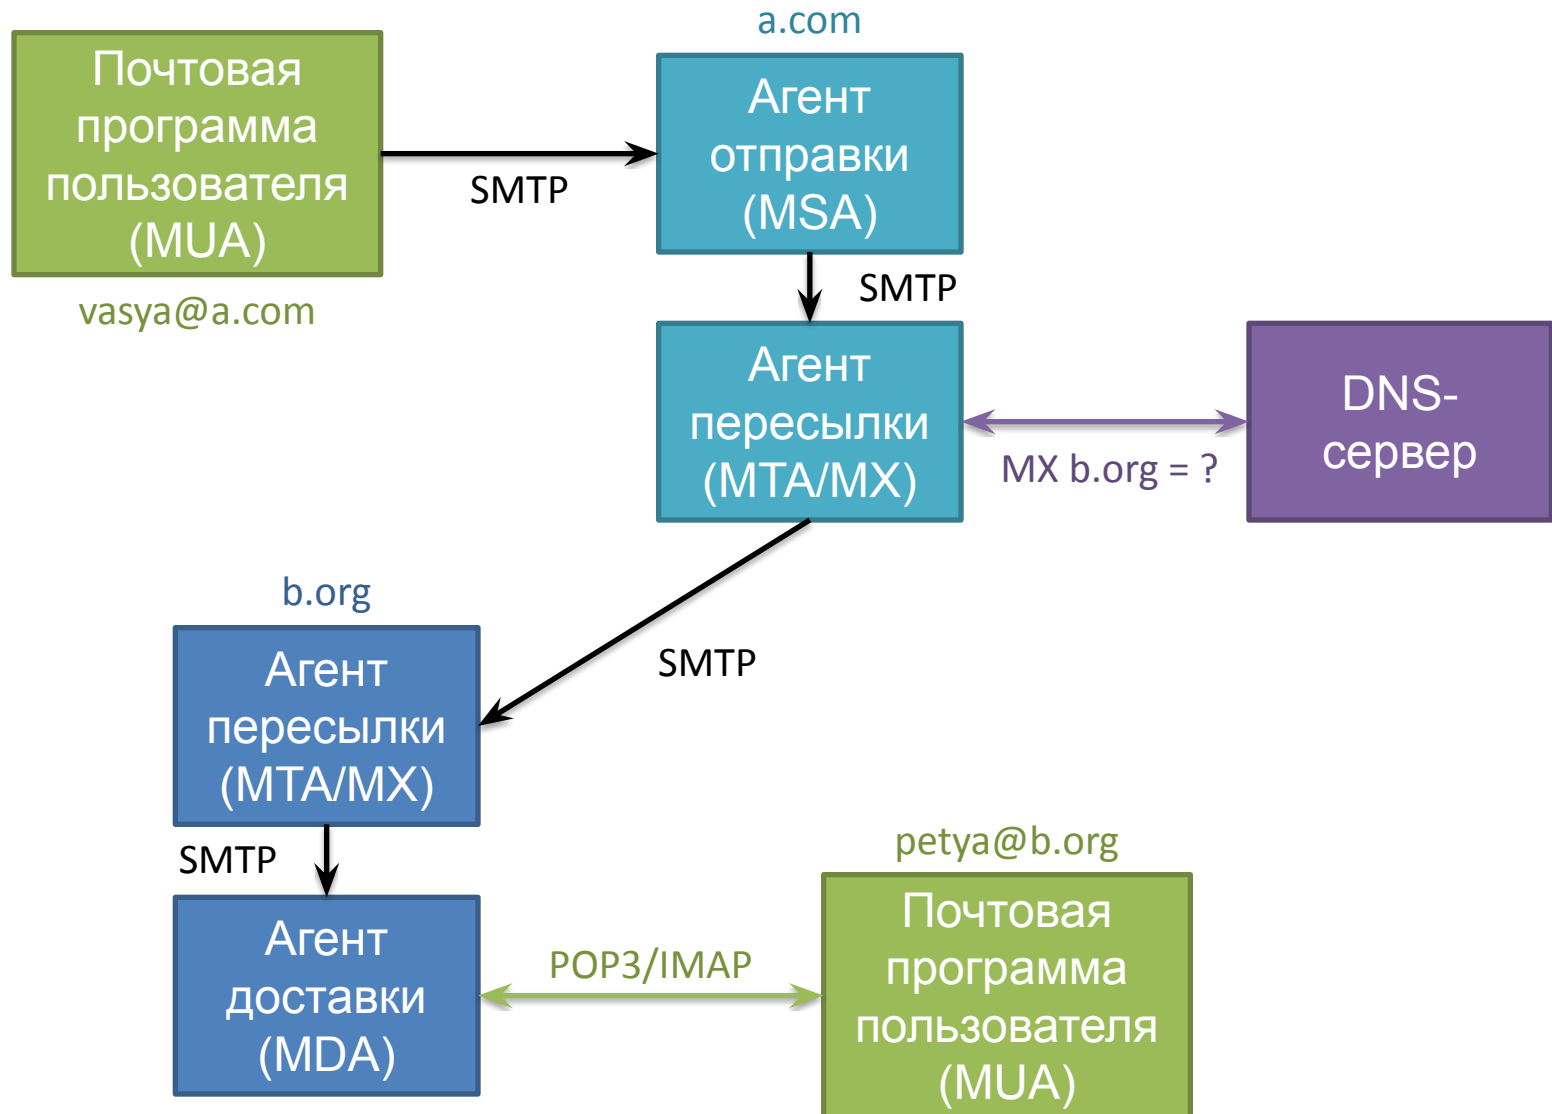 a.com
Почтовая
программа
пользователя
(MUA)
vasya@a.com
SMTP
Агент
отправки
(MSA)
SMTP
Агент
пересылки
(MTA/MX)
MX b.org = ?
DNS-
сервер
SMTP
b.org
Агент
пересылки
(MTA/MX)
SMTP
Агент
доставки
(MDA)
POP3/IMAP
petya@b.org
Почтовая
программа
пользователя
(MUA)